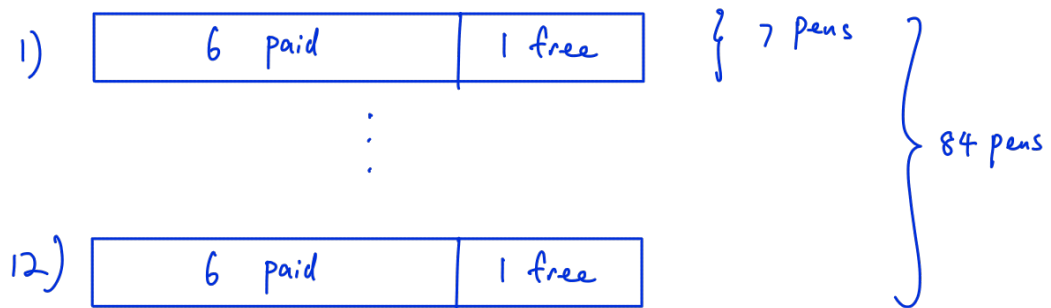 1) 6 paid 1 free 7 pens
84 pens
12) 6 paid 1 free